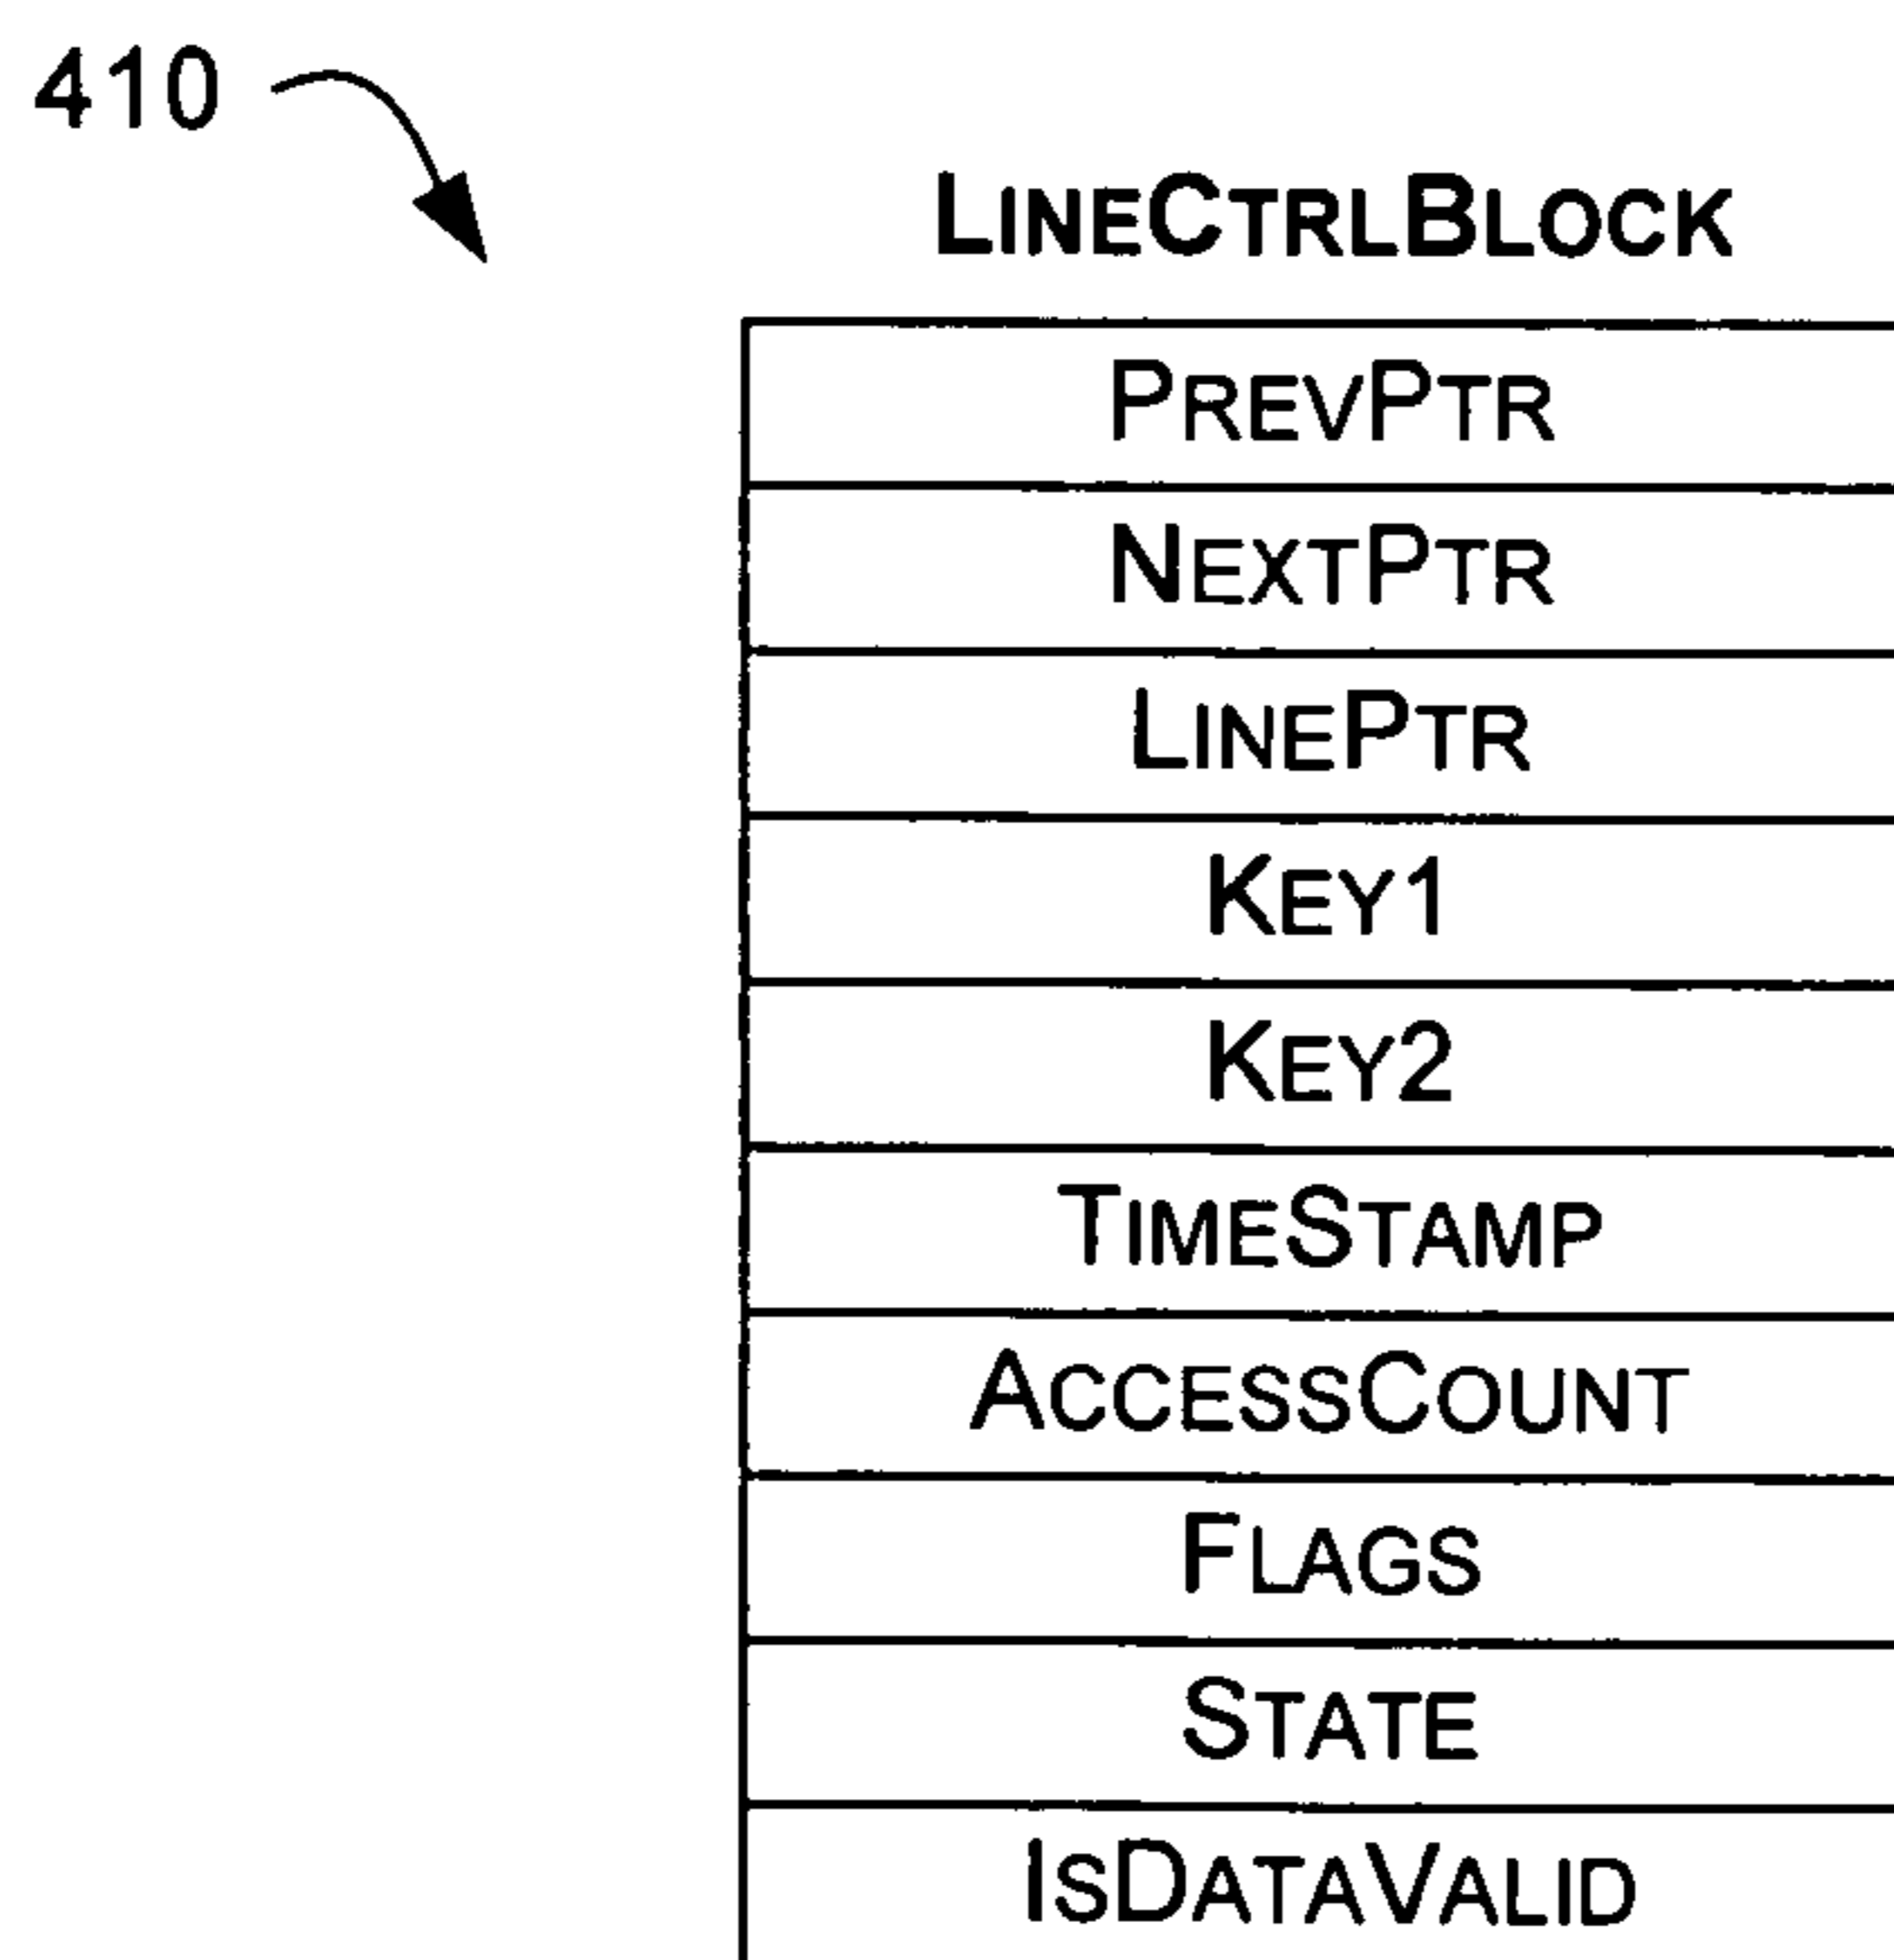 410
LINECTRLBLOCK
PREVPTR
NEXTPTR
LINEPTR
KEY1
KEY2
TIMESTAMP
ACCESSCOUNT
FLAGS
STATE
ISDATAVALID